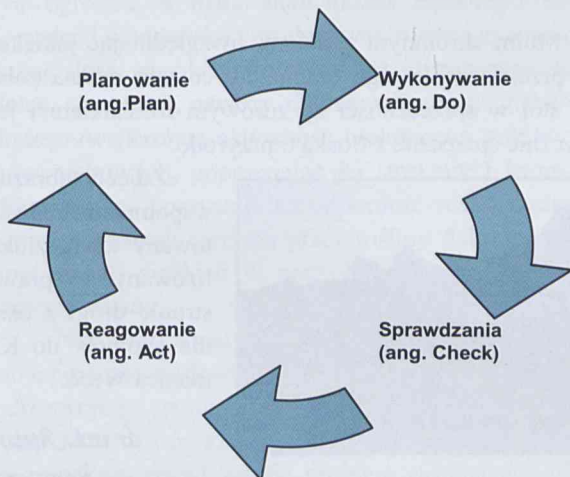 Planowanie
(ang.Plan)
Wykonywanie
(ang. Do)
Reagowanie
(ang. Act)
Sprawdzania
(ang. Check)